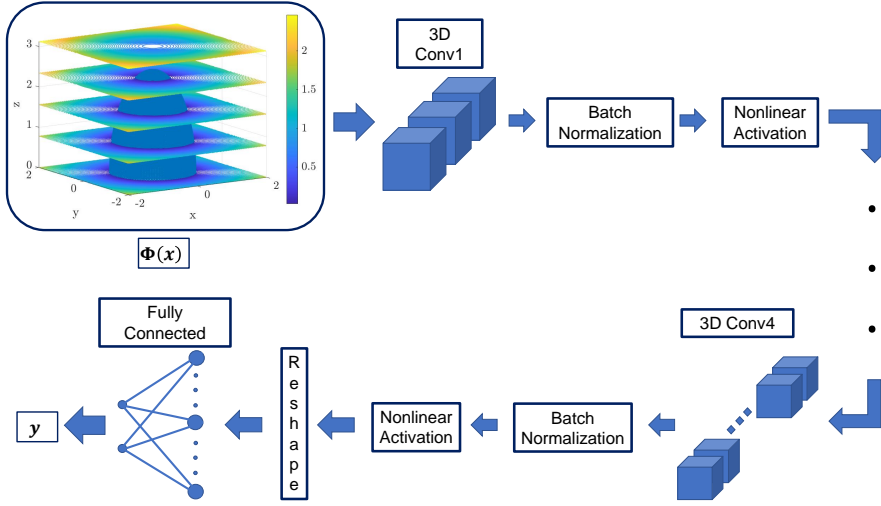 3
2
1
0
z
2
0
-2
y
-2
0
2
x
2
1.5
1
0.5
Φ(x)
3D
Conv1
Batch
Normalization
Nonlinear
Activation
3D Conv4
Batch
Normalization
Nonlinear
Activation
R
e
s
h
a
p
e
Fully
Connected
y